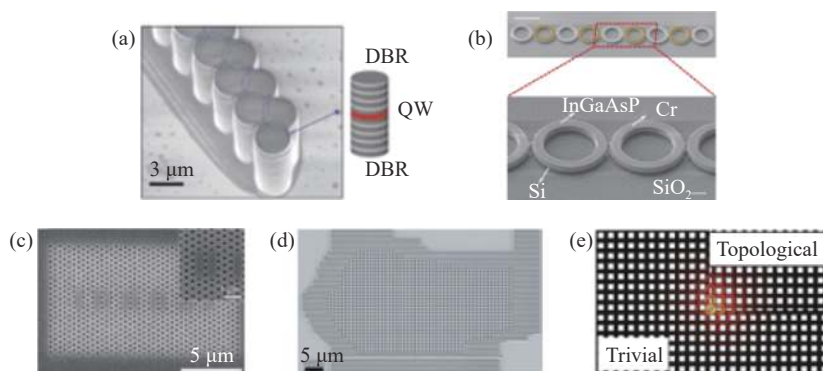 (a)
DBR
QW
DBR
3 μm
(b)
InGaAsP
Cr
Si
SiO2
(c)
5 μm
(d)
5 μm
(e)
Topological
Trivial